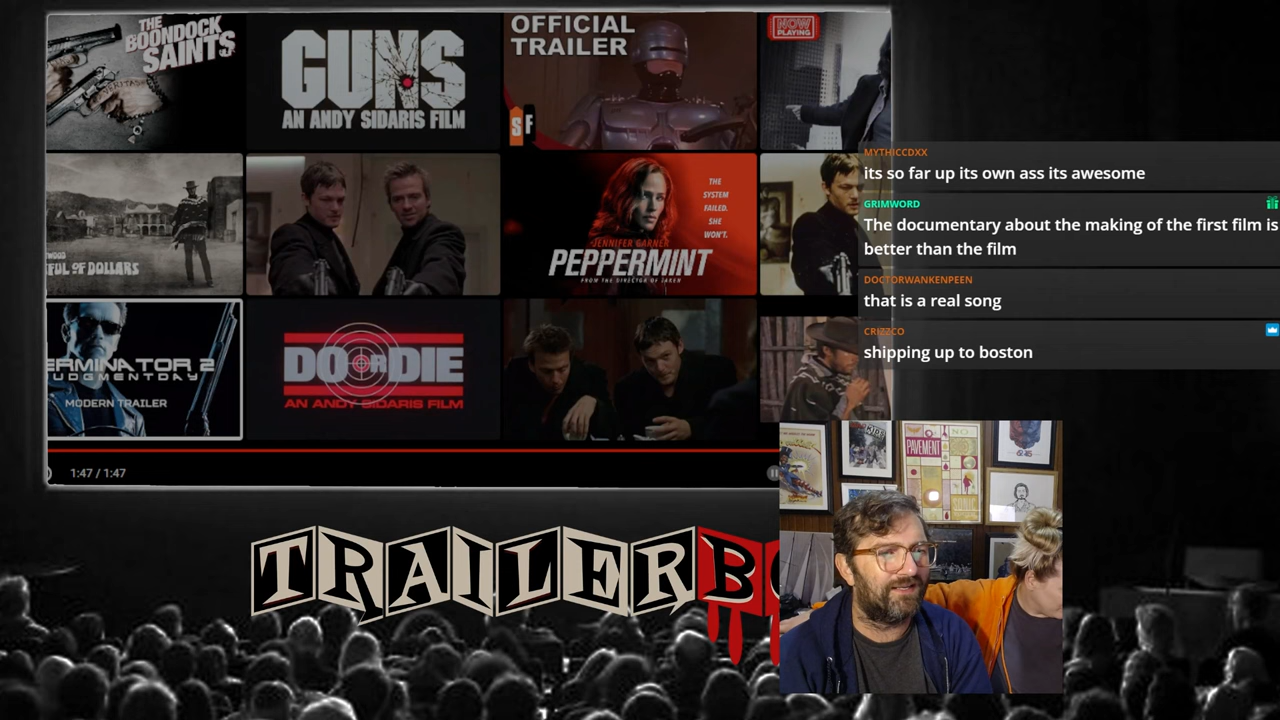 THE
BOONDOCK
SAINTS
GUNS
AN ANDY SIDARIS FILM
OFFICIAL
TRAILER
SF
NOW
PLAYING
FUL OF DOLLARS
THE
SYSTEM
FAILED.
SHE
WON'T.
JENNIFER GARNER
PEPPERMINT
FROM THE DIRECTOR OF TAKEN
ERMINATOR 2
JUDGMENT DAY
MODERN TRAILER
DO OR DIE
AN ANDY SIDARIS FILM
1:47 / 1:47
MYTHICCDXX
its so far up its own ass its awesome
GRIMWORD
The documentary about the making of the first film is
better than the film
DOCTORWANKENPEEN
that is a real song
CRIZZCO
shipping up to boston
PAVEMENT
TRAILER B